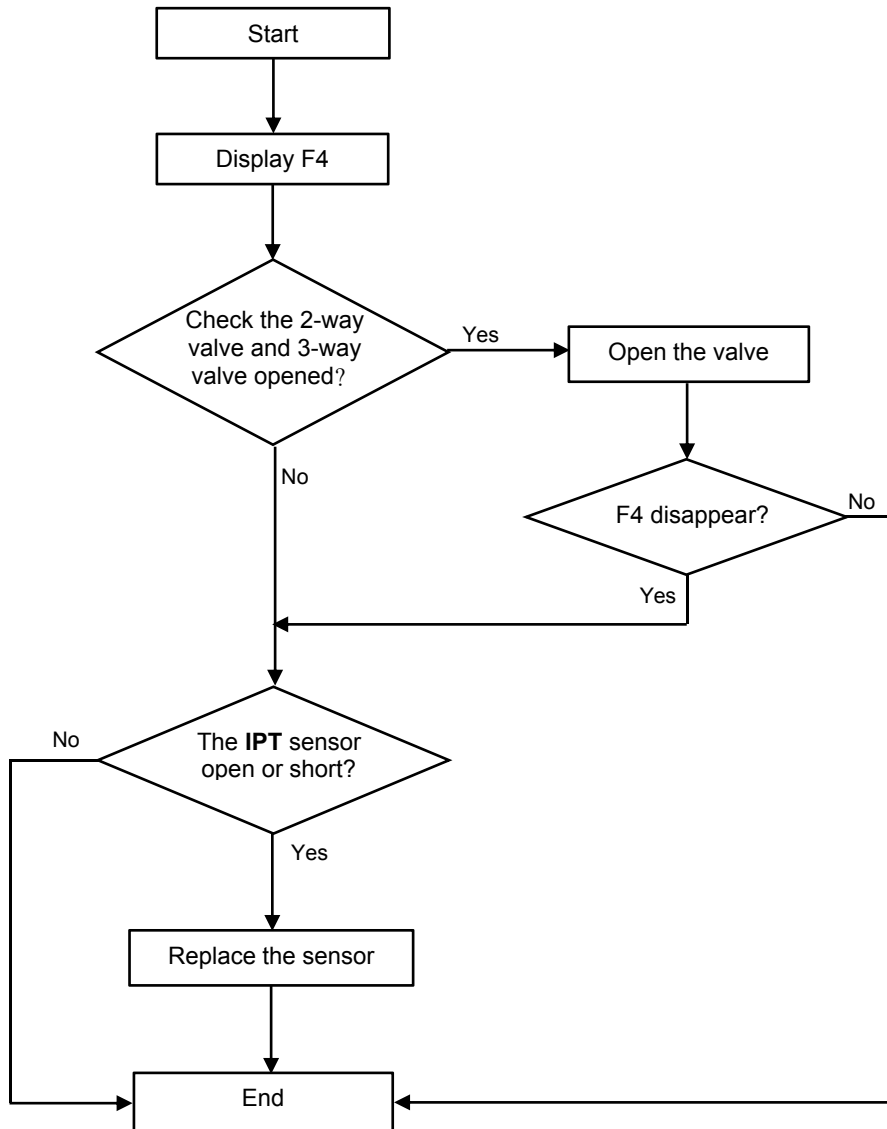 Start
Display F4
Check the 2-way
valve and 3-way
valve opened?
Yes
Open the valve
No
F4 disappear?
No
Yes
No
The IPT sensor
open or short?
Yes
Replace the sensor
End